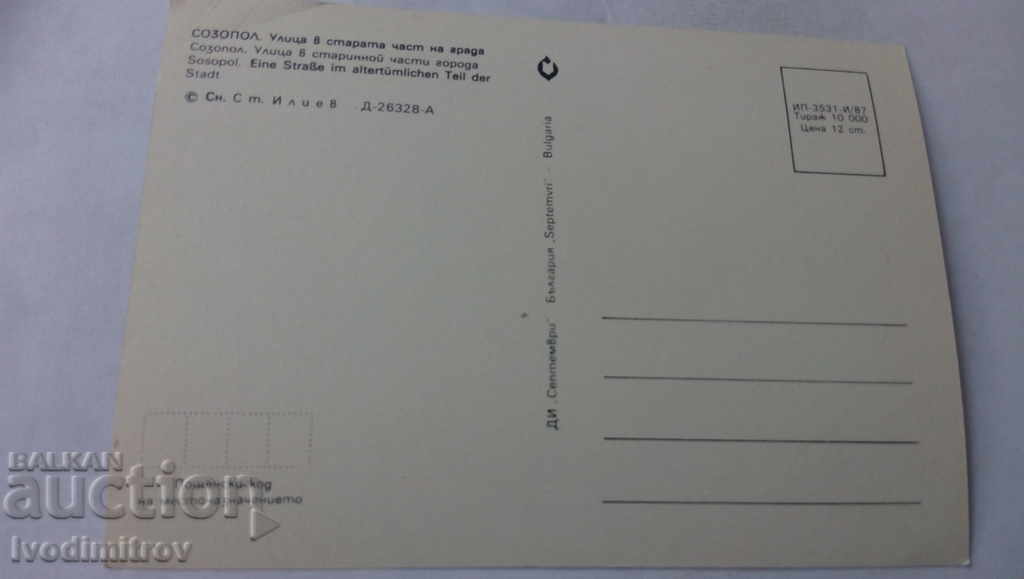 СОЗОПОЛ. Улица в старата част на града
Созопол. Улица в старинной части города
Sosopol. Eine Straße im altertümlichen Teil der
Stadt
© Сн. Ст. Илиев Д-26328-А
ИП-3531-И/87
Тираж 10 000
Цена 12 ст.
ДИ „Септември" България „Septemvri" - Bulgaria
Пощенски код
на местоназначението
BALKAN
auction
Ivodimitrov